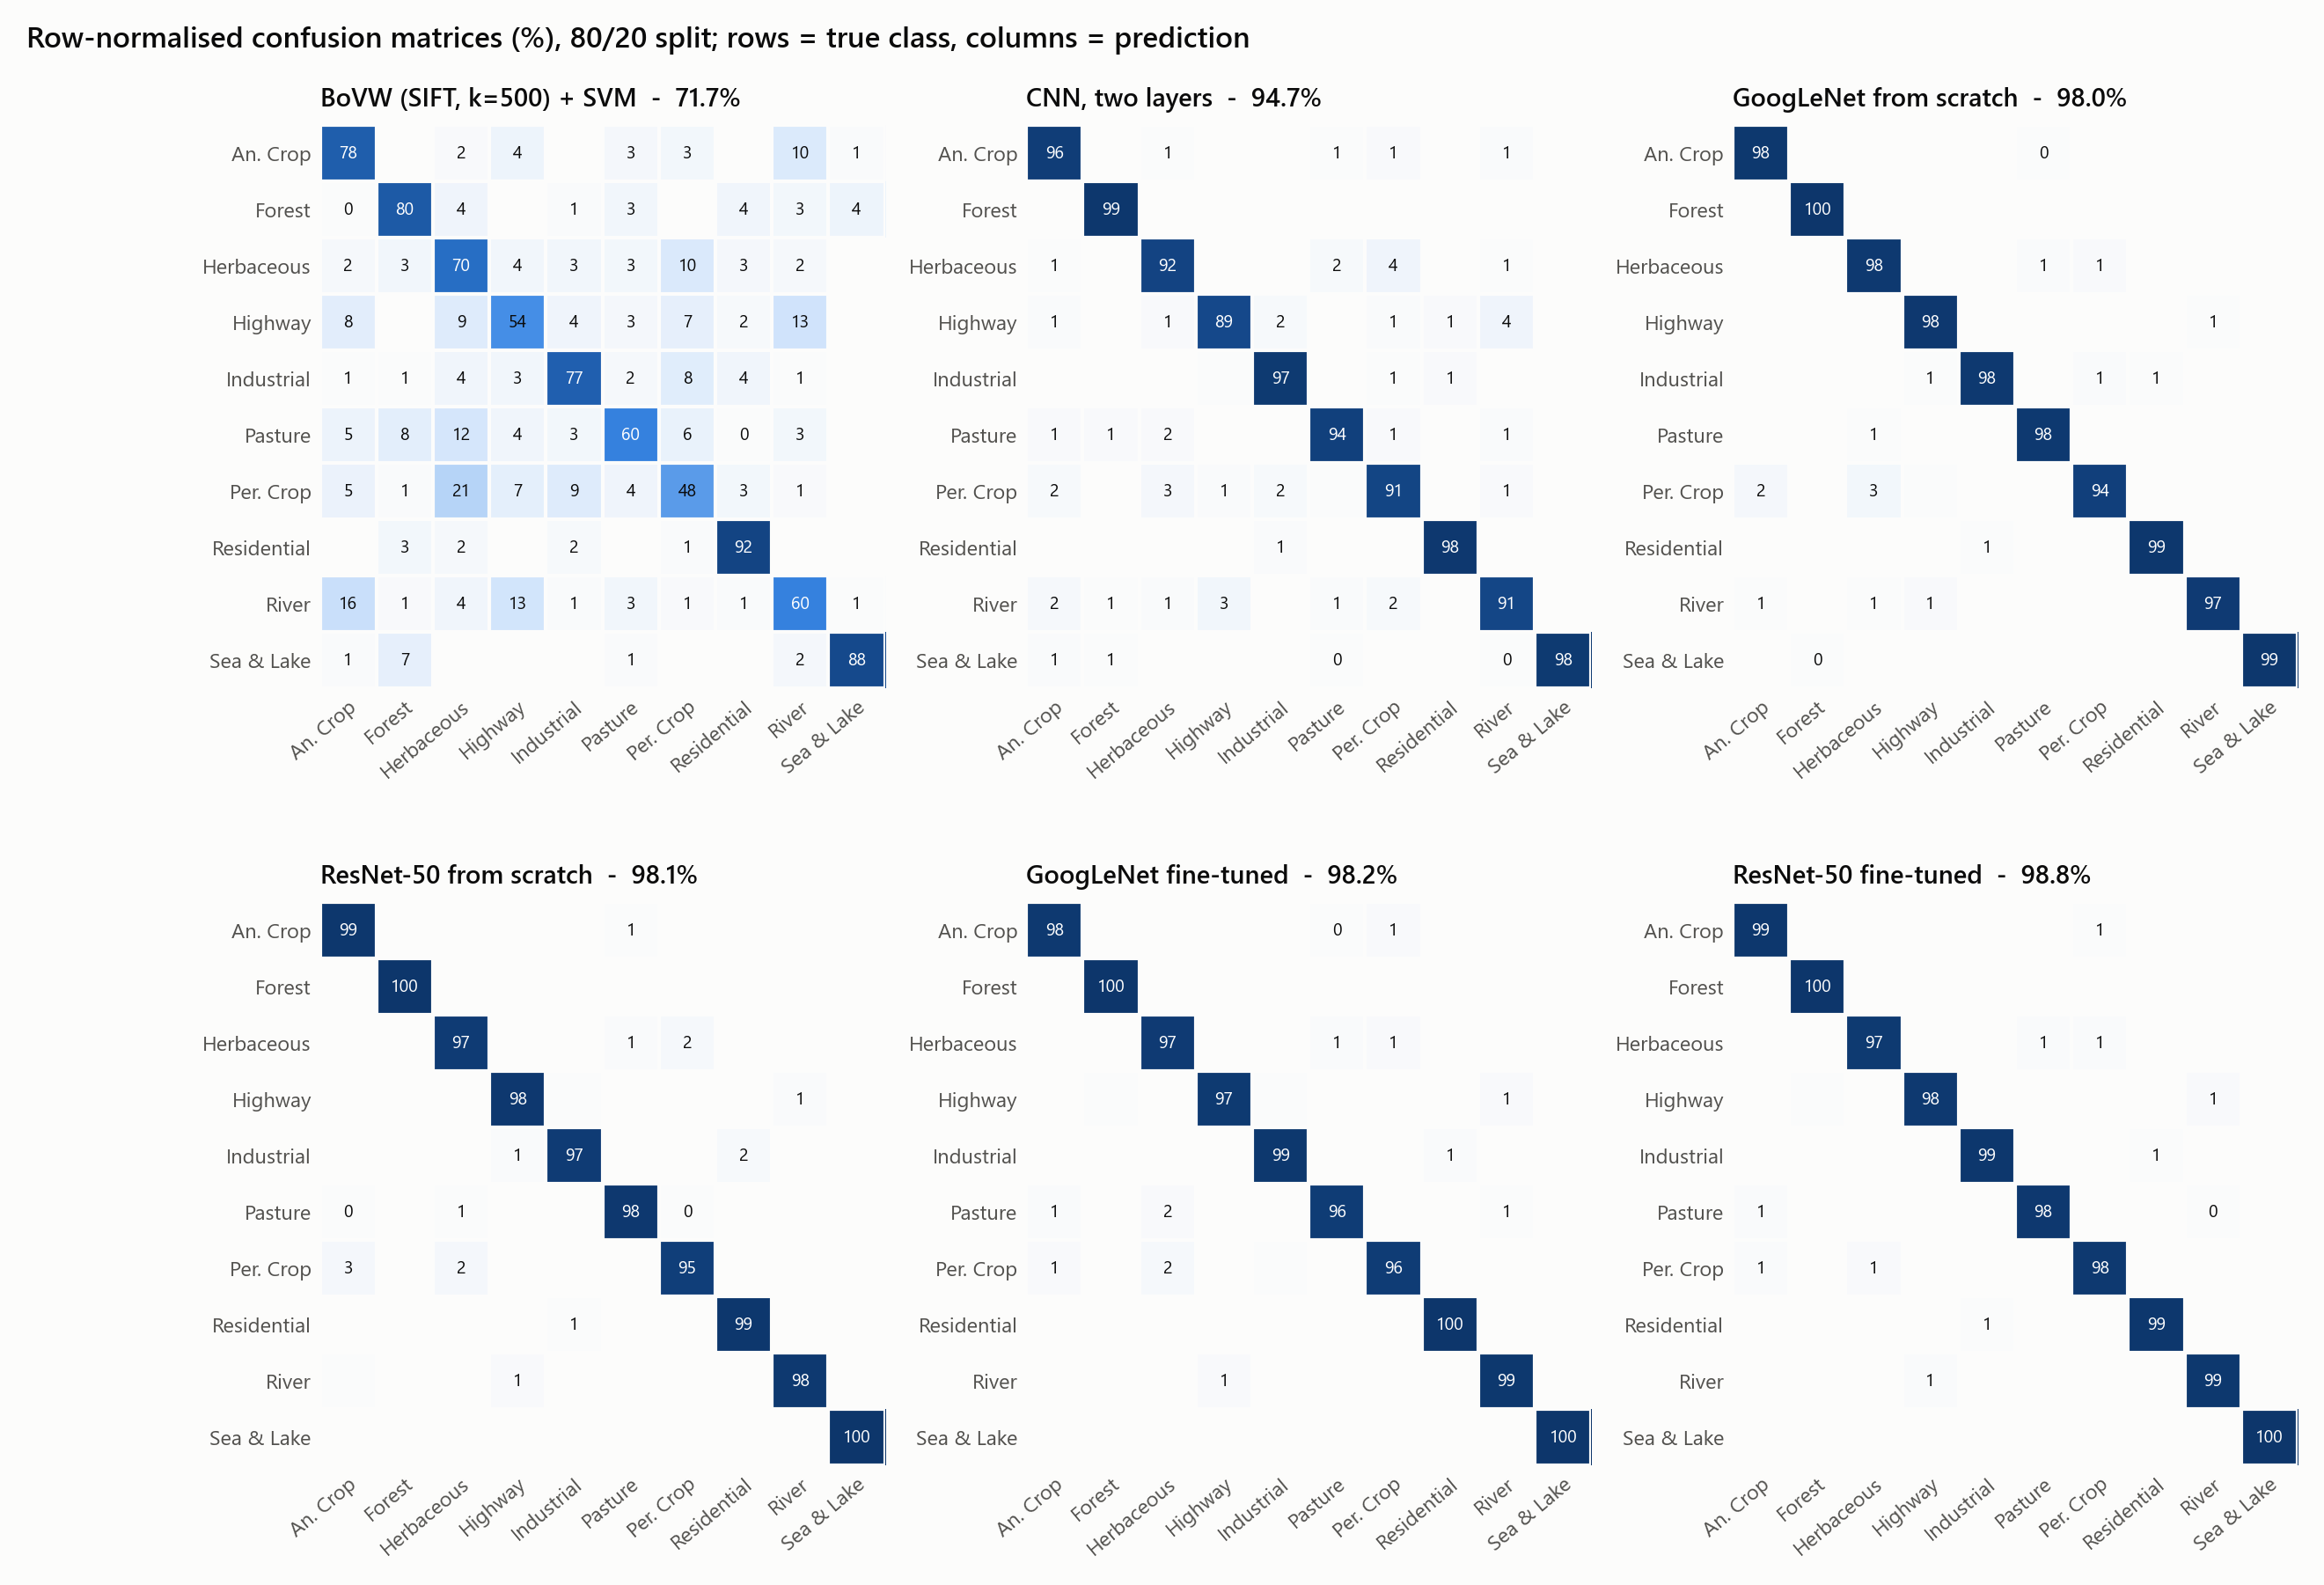 Row-normalised confusion matrices (%), 80/20 split; rows = true class, columns = prediction
BoVW (SIFT, k=500) + SVM - 71.7%
An. Crop 78 2 4 3 3 10 1
Forest 0 80 4 1 3 4 3 4
Herbaceous 2 3 70 4 3 3 10 3 2
Highway 8 9 54 4 3 7 2 13
Industrial 1 1 4 3 77 2 8 4 1
Pasture 5 8 12 4 3 60 6 0 3
Per. Crop 5 1 21 7 9 4 48 3 1
Residential 3 2 2 1 92
River 16 1 4 13 1 3 1 1 60 1
Sea & Lake 1 7 1 2 88
An. Crop Forest Herbaceous Highway Industrial Pasture Per. Crop Residential River Sea & Lake
CNN, two layers - 94.7%
An. Crop 96 1 1 1 1
Forest 99
Herbaceous 1 92 2 4 1
Highway 1 1 89 2 1 1 4
Industrial 97 1 1
Pasture 1 1 2 94 1 1
Per. Crop 2 3 1 2 91 1
Residential 1 98
River 2 1 1 3 1 2 91
Sea & Lake 1 1 0 0 98
An. Crop Forest Herbaceous Highway Industrial Pasture Per. Crop Residential River Sea & Lake
GoogLeNet from scratch - 98.0%
An. Crop 98 0
Forest 100
Herbaceous 98 1 1
Highway 98 1
Industrial 1 98 1 1
Pasture 1 98
Per. Crop 2 3 94
Residential 1 99
River 1 1 1 97
Sea & Lake 0 99
An. Crop Forest Herbaceous Highway Industrial Pasture Per. Crop Residential River Sea & Lake
ResNet-50 from scratch - 98.1%
An. Crop 99 1
Forest 100
Herbaceous 97 1 2
Highway 98 1
Industrial 1 97 2
Pasture 0 1 98 0
Per. Crop 3 2 95
Residential 1 99
River 1 98
Sea & Lake 100
An. Crop Forest Herbaceous Highway Industrial Pasture Per. Crop Residential River Sea & Lake
GoogLeNet fine-tuned - 98.2%
An. Crop 98 0 1
Forest 100
Herbaceous 97 1 1
Highway 97 1
Industrial 99 1
Pasture 1 2 96 1
Per. Crop 1 2 96
Residential 100
River 1 99
Sea & Lake 100
An. Crop Forest Herbaceous Highway Industrial Pasture Per. Crop Residential River Sea & Lake
ResNet-50 fine-tuned - 98.8%
An. Crop 99 1
Forest 100
Herbaceous 97 1 1
Highway 98 1
Industrial 99 1
Pasture 1 98 0
Per. Crop 1 1 98
Residential 1 99
River 1 99
Sea & Lake 100
An. Crop Forest Herbaceous Highway Industrial Pasture Per. Crop Residential River Sea & Lake